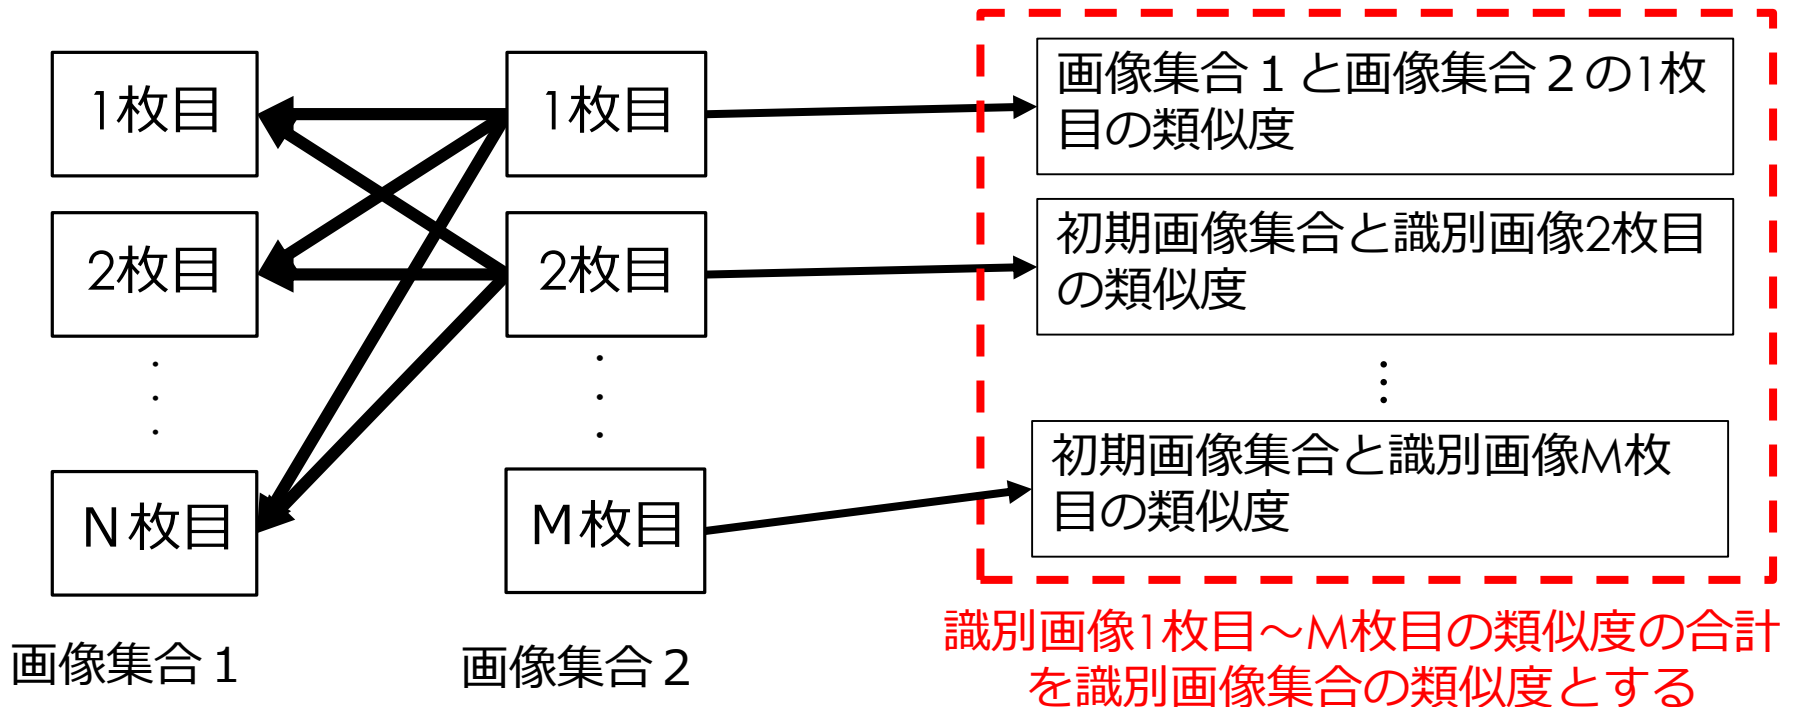 1枚目
2枚目
N枚目
画像集合１
1枚目
2枚目
M枚目
画像集合２
画像集合１と画像集合２の1枚
目の類似度
初期画像集合と識別画像2枚目
の類似度
初期画像集合と識別画像M枚
目の類似度
識別画像1枚目～M枚目の類似度の合計
を識別画像集合の類似度とする